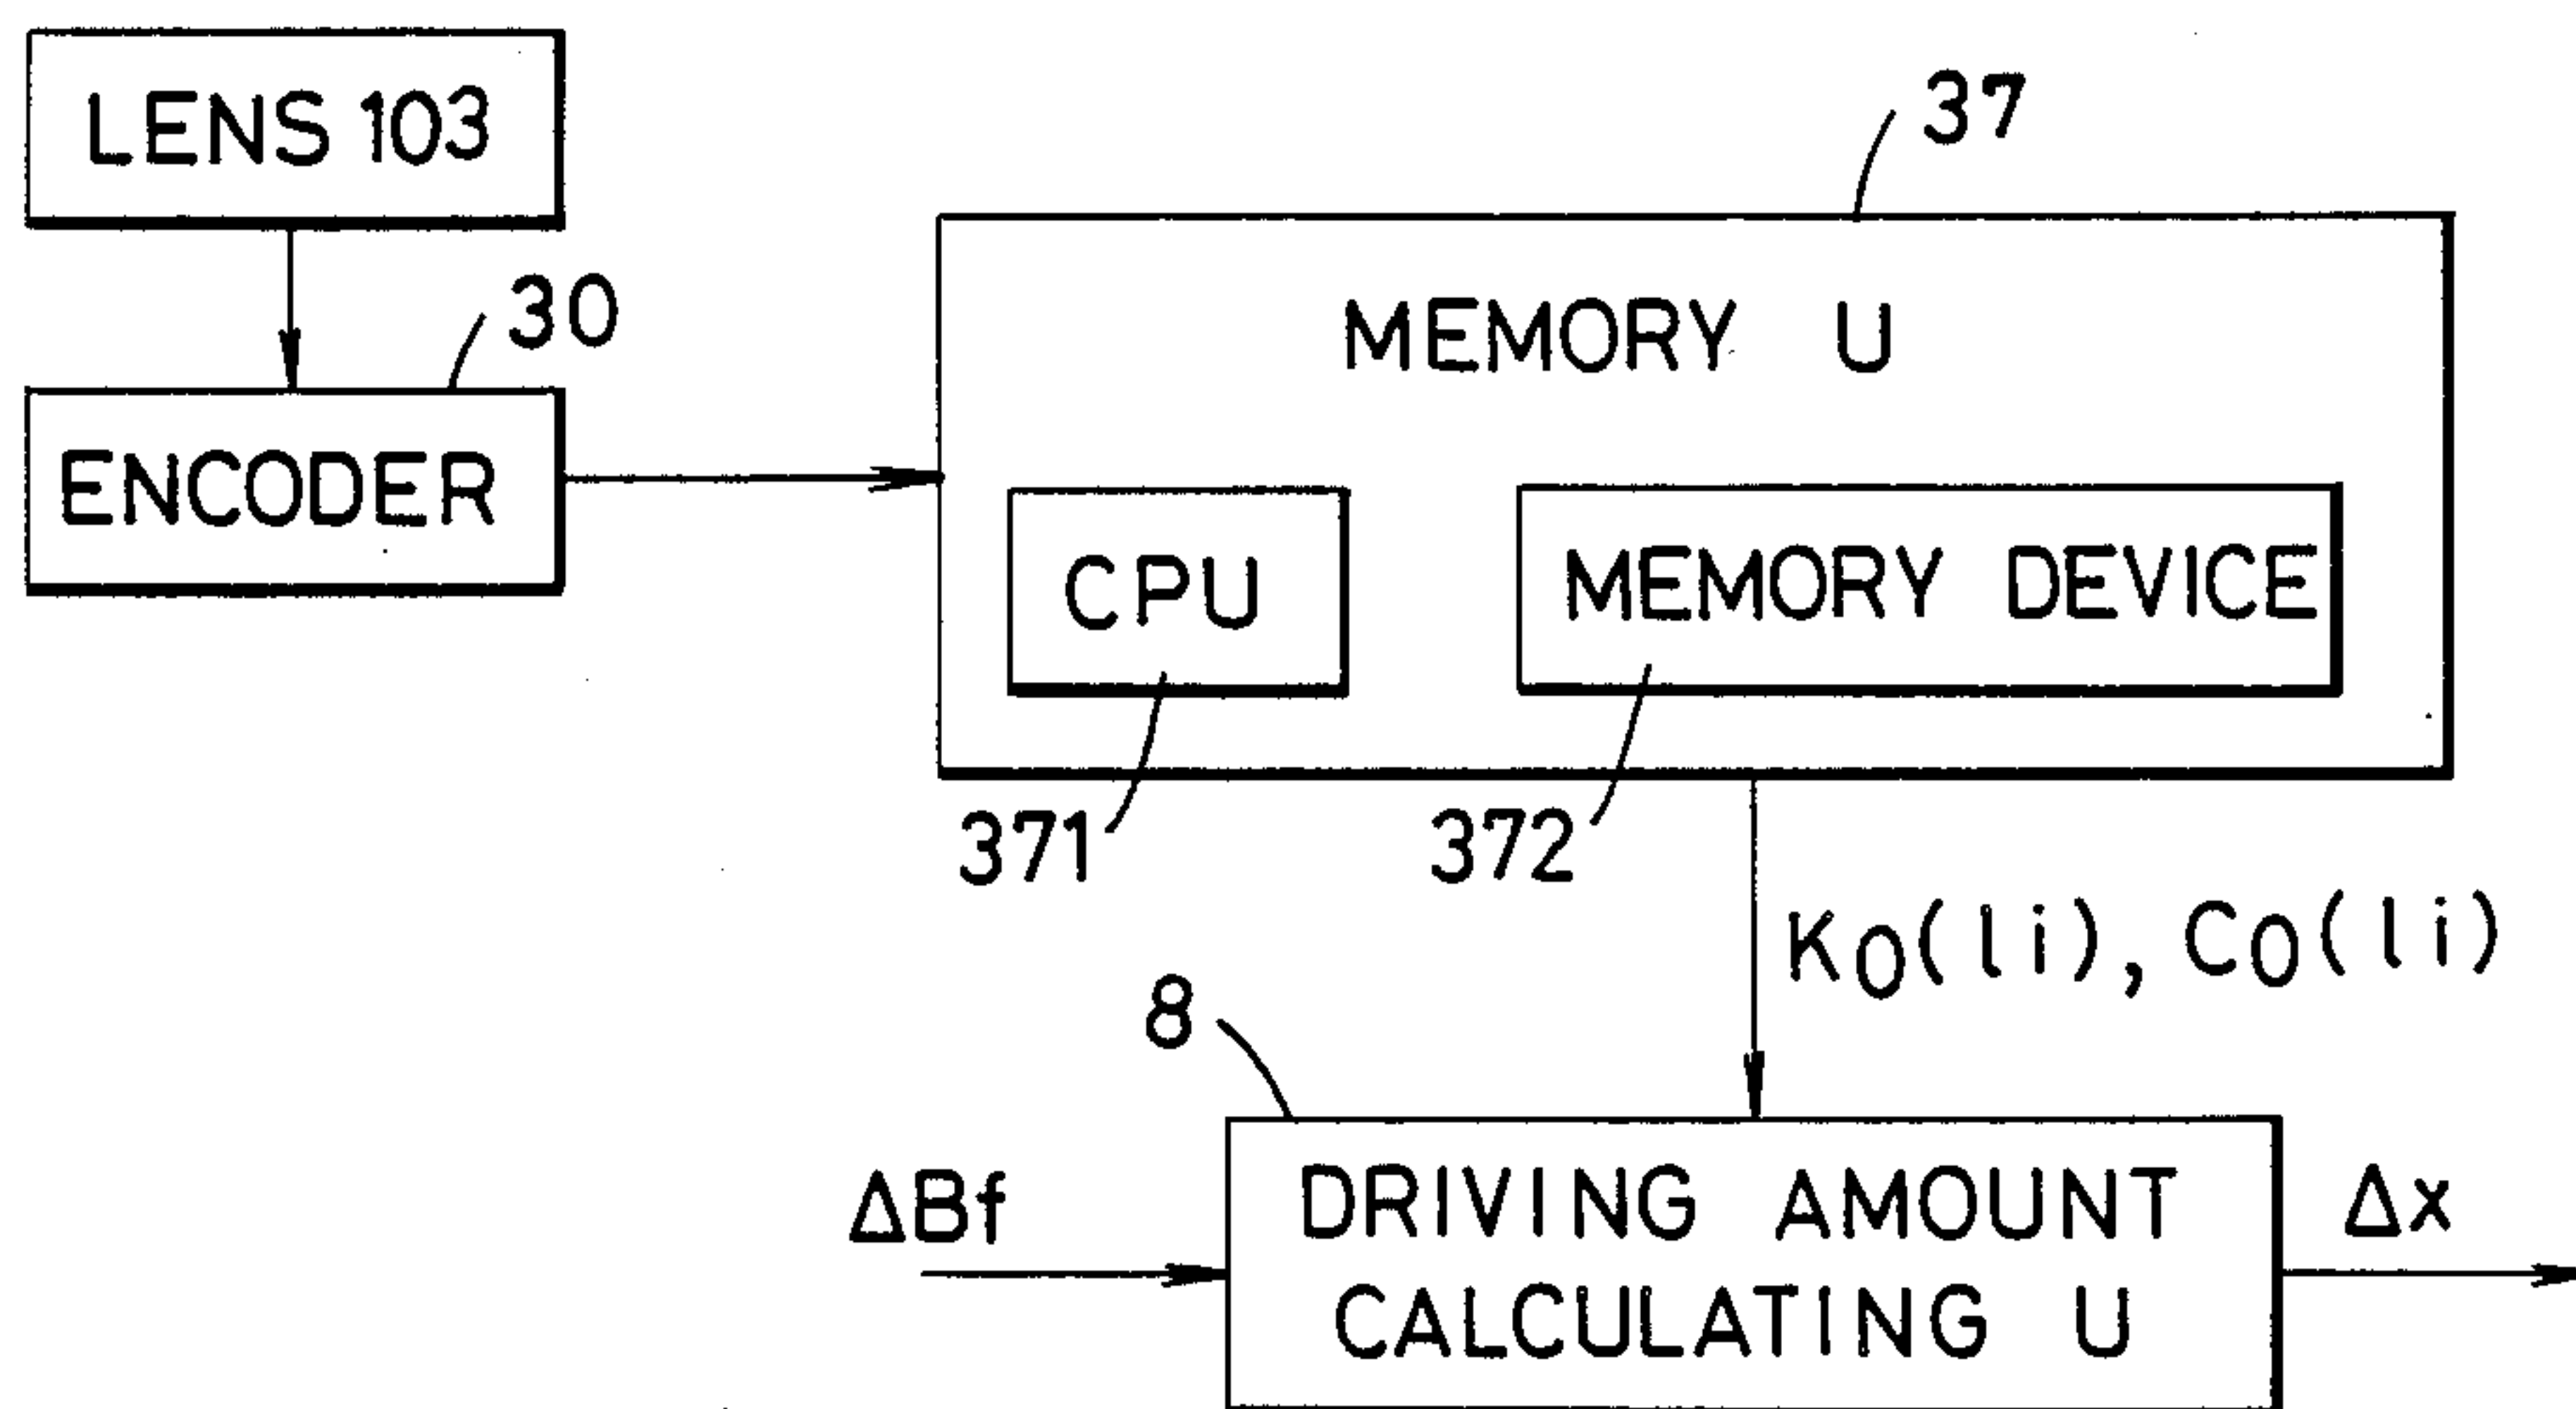 LENS 103
37
30
MEMORY U
ENCODER
CPU
MEMORY DEVICE
371
372
K0(li), C0(li)
8
ΔBf
DRIVING AMOUNT
CALCULATING U
Δx